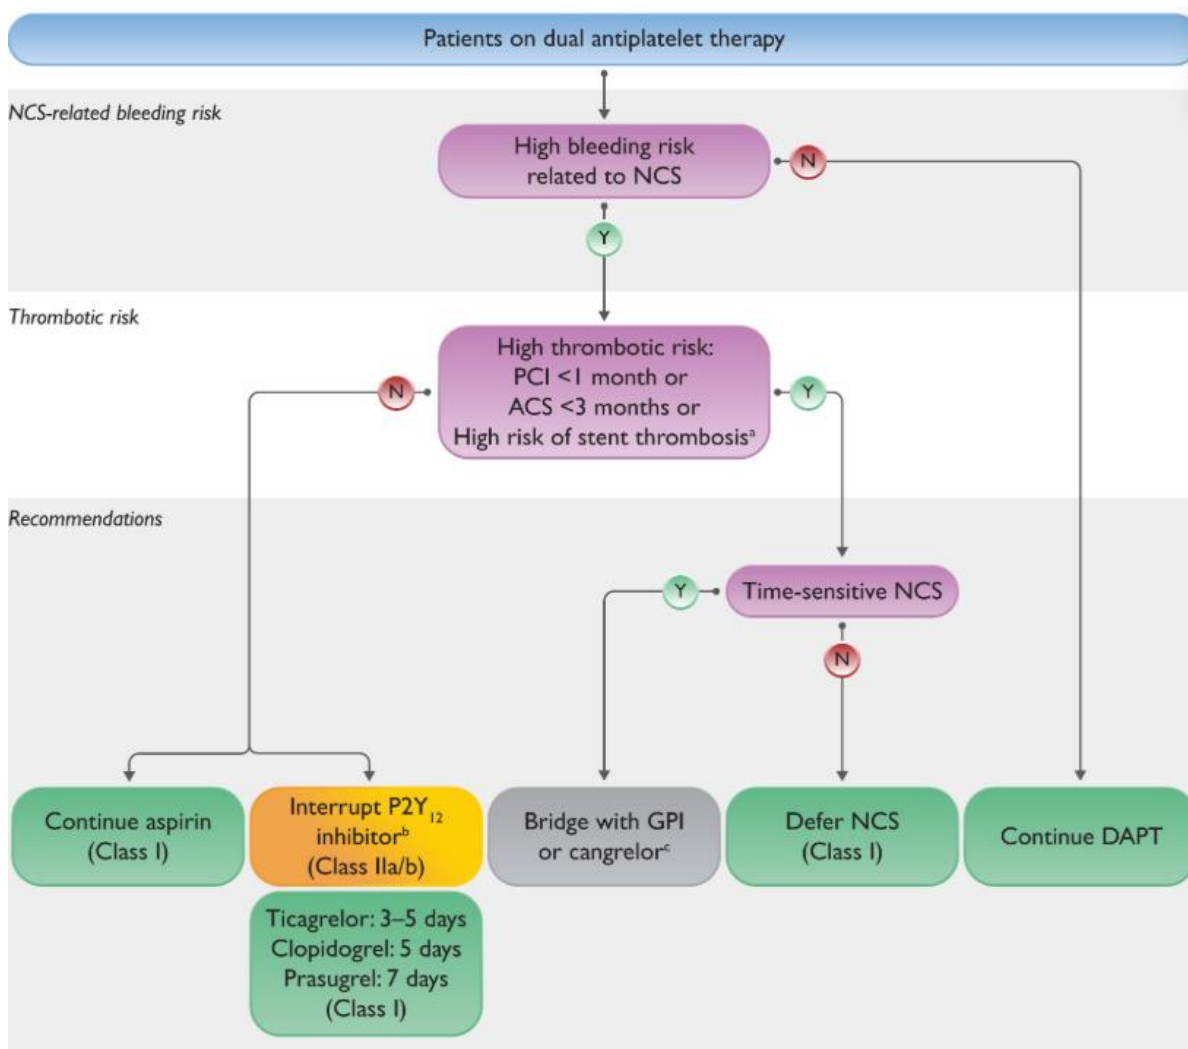 Patients on dual antiplatelet therapy
NCS-related bleeding risk
High bleeding risk
related to NCS
N
Y
Thrombotic risk
High thrombotic risk:
PCI <1 month or
ACS <3 months or
High risk of stent thrombosisᵃ
N
Y
Recommendations
Time-sensitive NCS
Y
N
Continue aspirin
(Class I)
Interrupt P2Y₁₂
inhibitorᵇ
(Class IIa/b)
Ticagrelor: 3–5 days
Clopidogrel: 5 days
Prasugrel: 7 days
(Class I)
Bridge with GPI
or cangrelorᶜ
Defer NCS
(Class I)
Continue DAPT